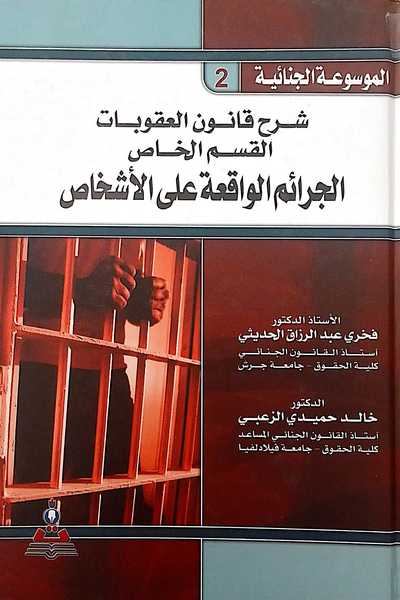 الموسوعة الجنائية 2
شرح قانون العقوبات
القسم الخاص
الجرائم الواقعة على الأشخاص
الأستاذ الدكتور
فخري عبد الرزاق الحديثي
أستاذ القانون الجنائي
كلية الحقوق - جامعة جرش
الدكتور
خالد حميدي الزعبي
أستاذ القانون الجنائي المساعد
كلية الحقوق - جامعة فيلادلفيا